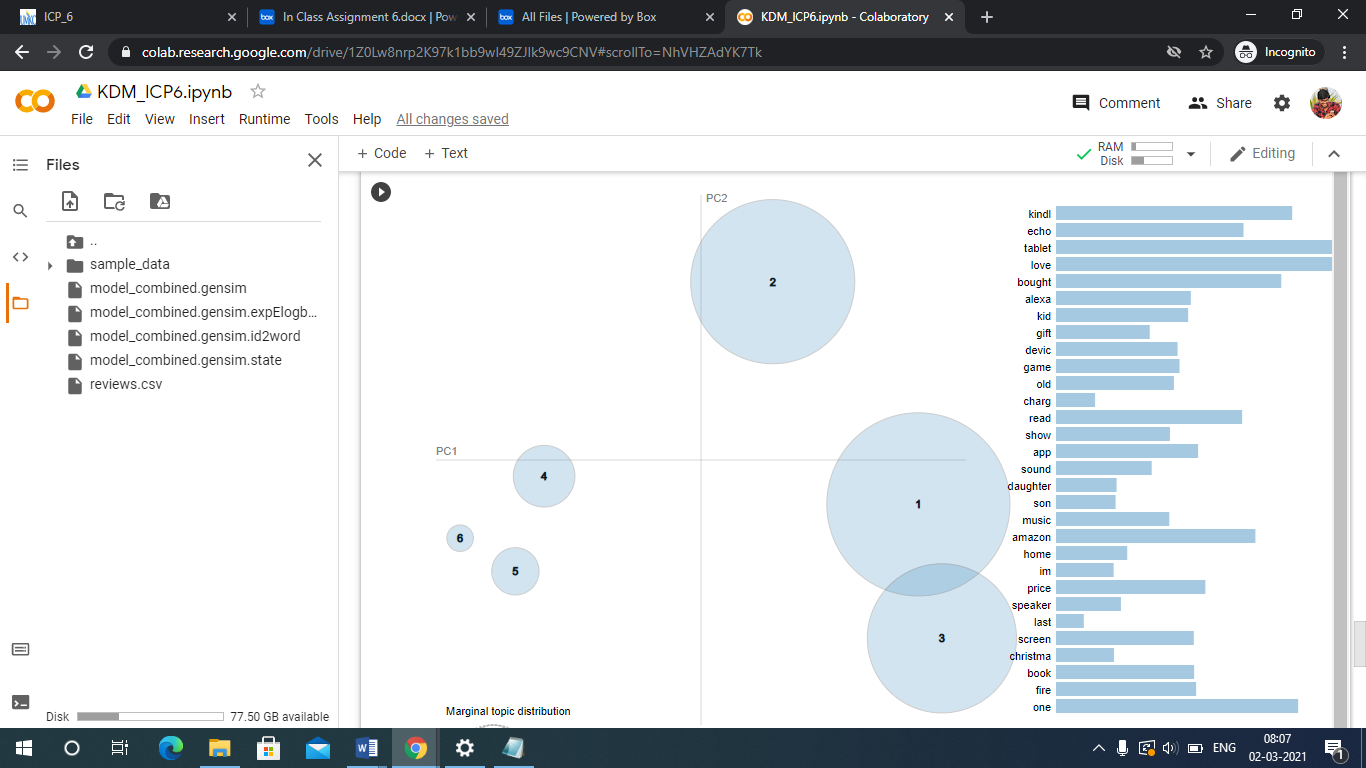 ICP_6
In Class Assignment 6.docx | Pow
All Files | Powered by Box
KDM_ICP6.ipynb - Colaboratory
colab.research.google.com/drive/1Z0Lw8nrp2K97k1bb9wI49ZJIk9wc9CNV#scrollTo=NhVHZAdYK7Tk
Incognito
KDM_ICP6.ipynb
Comment
Share
File Edit View Insert Runtime Tools Help All changes saved
Files
+ Code + Text
RAM
Disk
Editing
..
sample_data
model_combined.gensim
model_combined.gensim.expElogb...
model_combined.gensim.id2word
model_combined.gensim.state
reviews.csv
Disk
77.50 GB available
PC2
2
PC1
4
1
6
5
3
Marginal topic distribution
kindl
echo
tablet
love
bought
alexa
kid
gift
devic
game
old
charg
read
show
app
sound
daughter
son
music
amazon
home
im
price
speaker
last
screen
christma
book
fire
one
ENG
08:07
02-03-2021
1